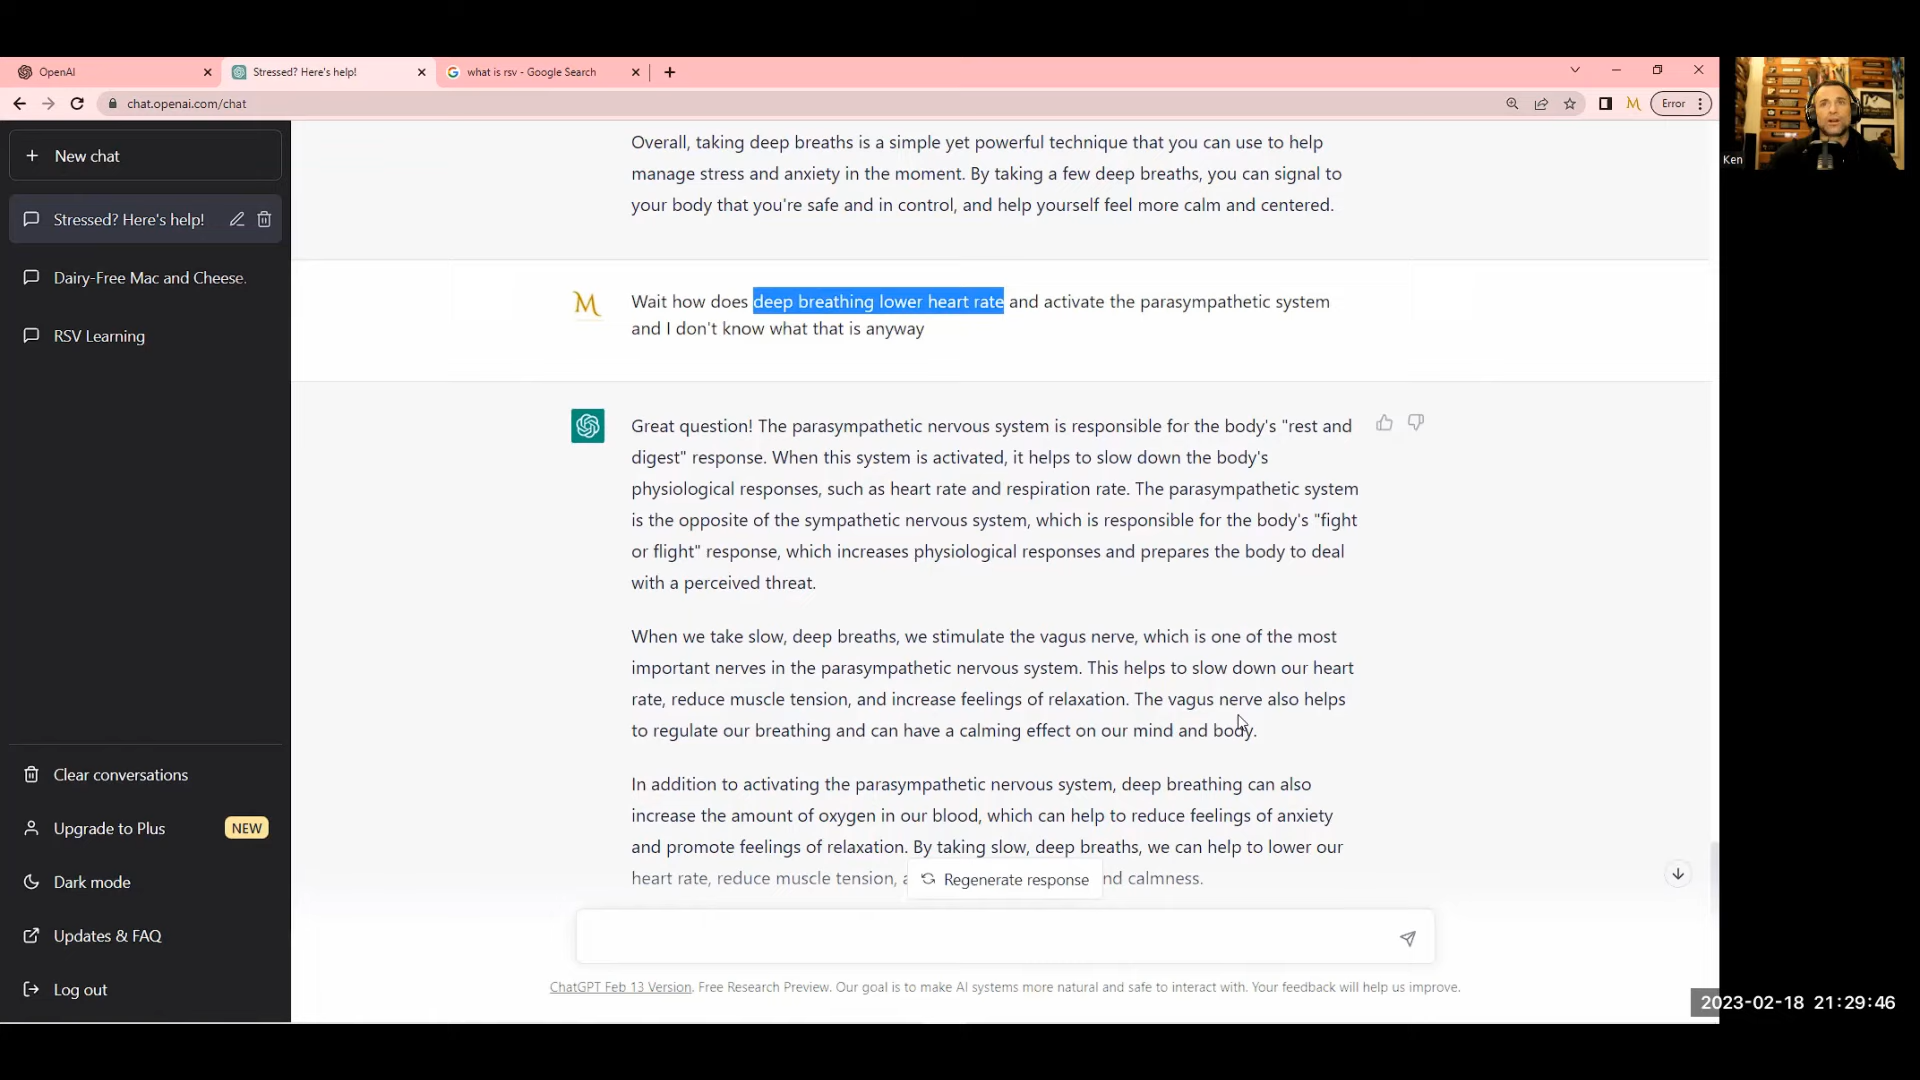 OpenAI
Stressed? Here's help!
what is rsv - Google Search
chat.openai.com/chat
Error
Ken
New chat
Stressed? Here's help!
Dairy-Free Mac and Cheese.
RSV Learning
Clear conversations
Upgrade to Plus NEW
Dark mode
Updates & FAQ
Log out
Overall, taking deep breaths is a simple yet powerful technique that you can use to help
manage stress and anxiety in the moment. By taking a few deep breaths, you can signal to
your body that you're safe and in control, and help yourself feel more calm and centered.
M
Wait how does deep breathing lower heart rate and activate the parasympathetic system
and I don't know what that is anyway
Great question! The parasympathetic nervous system is responsible for the body's "rest and
digest" response. When this system is activated, it helps to slow down the body's
physiological responses, such as heart rate and respiration rate. The parasympathetic system
is the opposite of the sympathetic nervous system, which is responsible for the body's "fight
or flight" response, which increases physiological responses and prepares the body to deal
with a perceived threat.
When we take slow, deep breaths, we stimulate the vagus nerve, which is one of the most
important nerves in the parasympathetic nervous system. This helps to slow down our heart
rate, reduce muscle tension, and increase feelings of relaxation. The vagus nerve also helps
to regulate our breathing and can have a calming effect on our mind and body.
In addition to activating the parasympathetic nervous system, deep breathing can also
increase the amount of oxygen in our blood, which can help to reduce feelings of anxiety
and promote feelings of relaxation. By taking slow, deep breaths, we can help to lower our
heart rate, reduce muscle tension, nd calmness.
Regenerate response
ChatGPT Feb 13 Version. Free Research Preview. Our goal is to make AI systems more natural and safe to interact with. Your feedback will help us improve.
2023-02-18 21:29:46